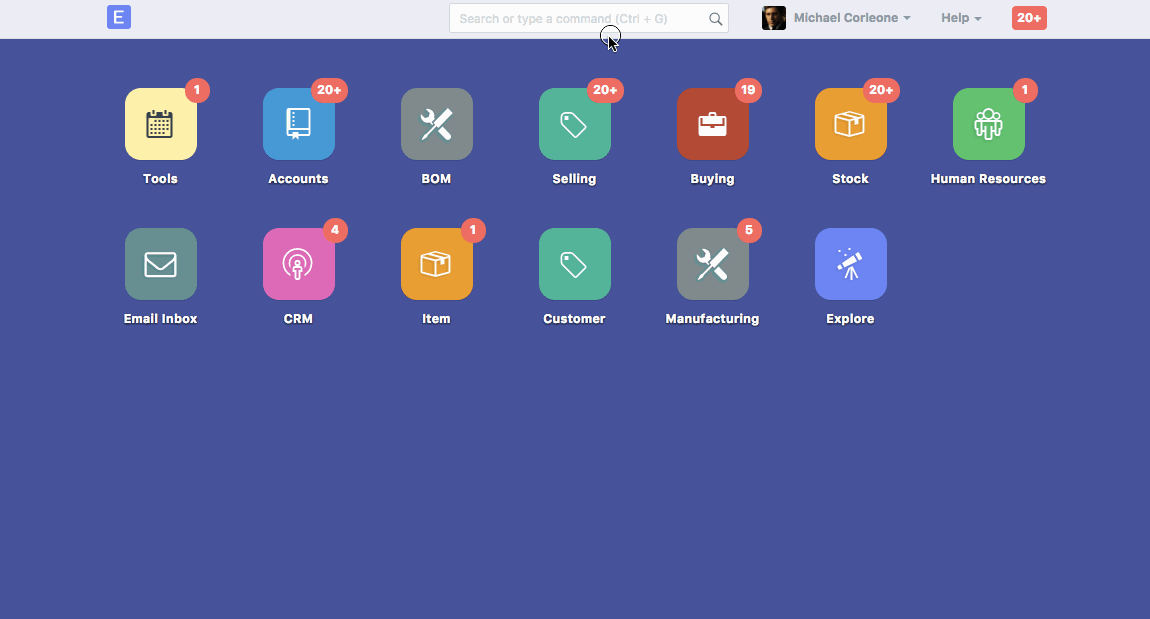 E
Search or type a command (Ctrl + G)
Michael Corleone
Help
20+
1
20+
20+
19
20+
1
Tools
Accounts
BOM
Selling
Buying
Stock
Human Resources
4
1
5
Email Inbox
CRM
Item
Customer
Manufacturing
Explore